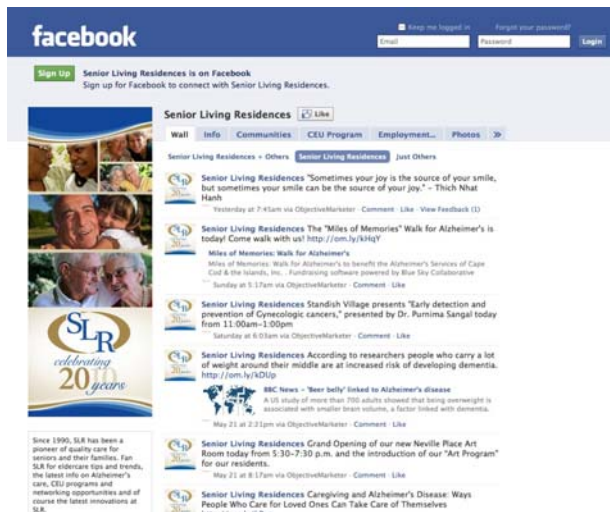 facebook
Keep me logged in
Forgot your password?
Email
Password
Login
Sign Up
Senior Living Residences is on Facebook
Sign up for Facebook to connect with Senior Living Residences.
Senior Living Residences
Like
Wall
Info
Communities
CEU Program
Employment...
Photos
»
Senior Living Residences + Others
Senior Living Residences
Just Others
Senior Living Residences "Sometimes your joy is the source of your smile,
but sometimes your smile can be the source of your joy." – Thich Nhat
Hanh
Yesterday at 7:45am via ObjectiveMarketer · Comment · Like · View Feedback (1)
Senior Living Residences The "Miles of Memories" Walk for Alzheimer's is
today! Come walk with us! http://om.ly/kHqY
Miles of Memories: Walk for Alzheimer's
Miles of Memories: Walk for Alzheimer's to benefit the Alzheimer's Services of Cape
Cod & the Islands, Inc. . Fundraising software powered by Blue Sky Collaborative
Sunday at 5:17am via ObjectiveMarketer · Comment · Like
Senior Living Residences Standish Village presents "Early detection and
prevention of Gynecologic cancers," presented by Dr. Purnima Sangal today
from 11:00am–1:00pm
Saturday at 6:03am via ObjectiveMarketer · Comment · Like
Senior Living Residences According to researchers people who carry a lot
of weight around their middle are at increased risk of developing dementia.
http://om.ly/kDUp
BBC News – 'Beer belly' linked to Alzheimer's disease
A US study of more than 700 adults showed that being overweight is
associated with smaller brain volume, a factor linked with dementia.
May 21 at 2:21pm via ObjectiveMarketer · Comment · Like
Senior Living Residences Grand Opening of our new Neville Place Art
Room today from 5:30–7:30 p.m. and the introduction of our "Art Program"
for our residents.
May 21 at 8:17am via ObjectiveMarketer · Comment · Like
Senior Living Residences Caregiving and Alzheimer's Disease: Ways
People Who Care for Loved Ones Can Take Care of Themselves
SLR
celebrating
20 years
Since 1990, SLR has been a
pioneer of quality care for
seniors and their families. Fan
SLR for eldercare tips and trends,
the latest info on Alzheimer's
care, CEU programs and
networking opportunities and of
course the latest innovations at
SLR.